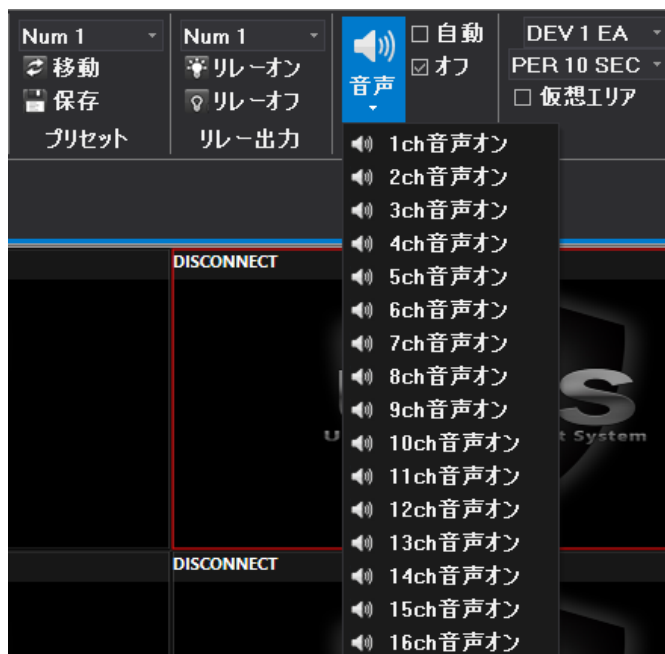 Num 1
移動
保存
プリセット
Num 1
リレーオン
リレーオフ
リレー出力
音声
自動
オフ
DEV 1 EA
PER 10 SEC
仮想エリア
1ch音声オン
2ch音声オン
3ch音声オン
4ch音声オン
5ch音声オン
6ch音声オン
7ch音声オン
8ch音声オン
9ch音声オン
10ch音声オン
11ch音声オン
12ch音声オン
13ch音声オン
14ch音声オン
15ch音声オン
16ch音声オン
DISCONNECT
S
U
t System
DISCONNECT